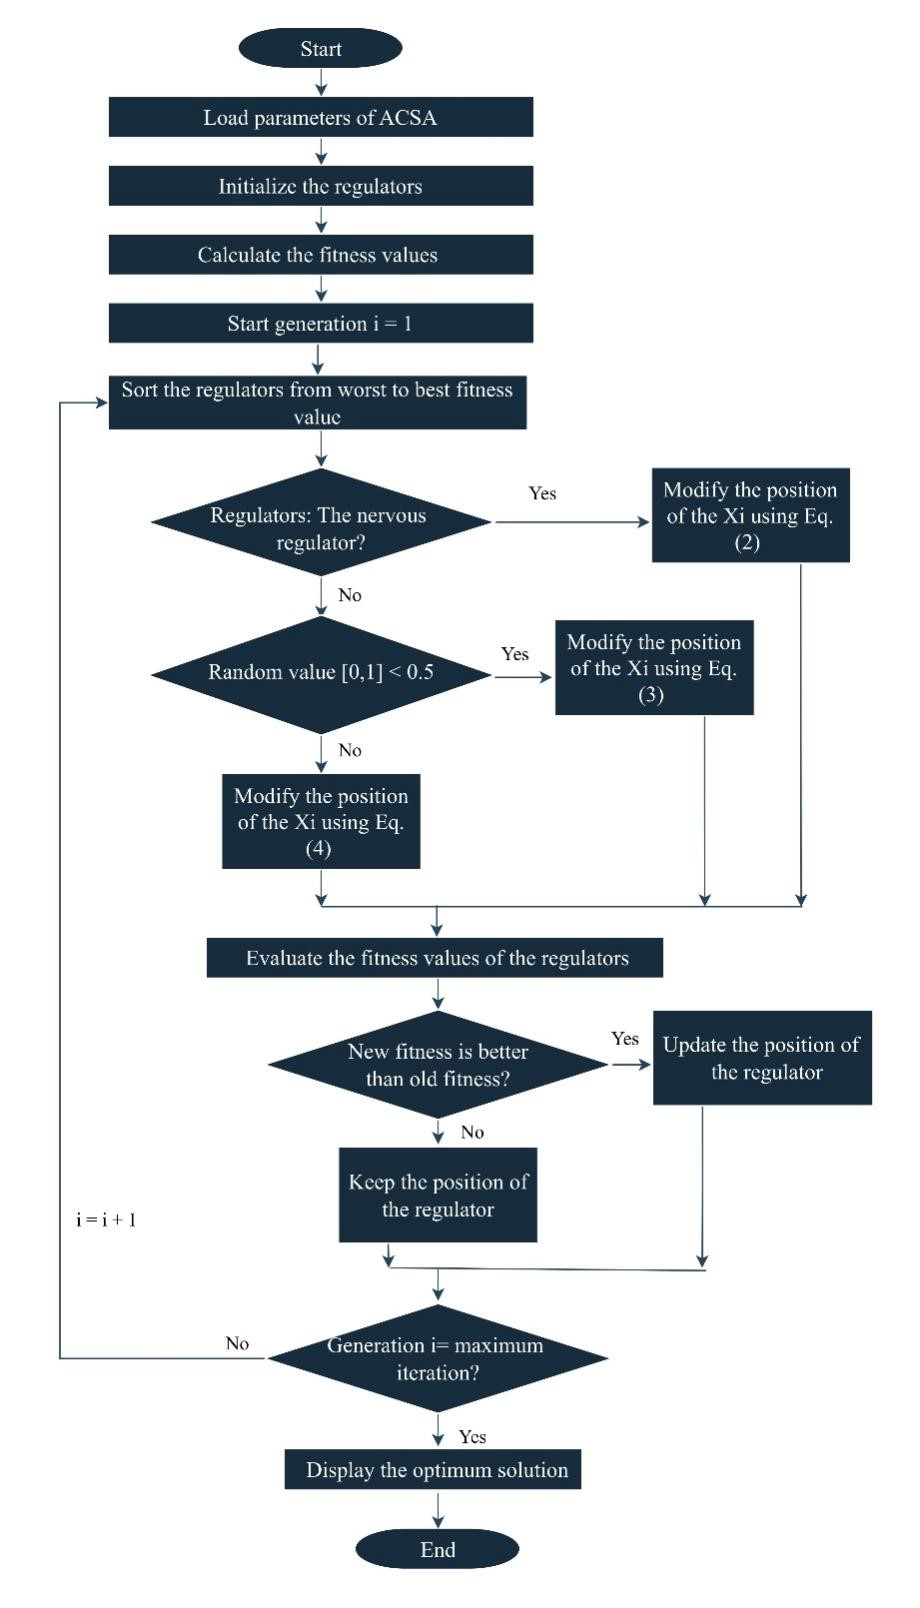 Start
Load parameters of ACSA
Initialize the regulators
Calculate the fitness values
Start generation i = 1
Sort the regulators from worst to best fitness
value
Regulators: The nervous
regulator?
Yes
Modify the position
of the Xi using Eq.
(2)
No
Random value [0,1] < 0.5
Yes
Modify the position
of the Xi using Eq.
(3)
No
Modify the position
of the Xi using Eq.
(4)
Evaluate the fitness values of the regulators
New fitness is better
than old fitness?
Yes
Update the position of
the regulator
No
Keep the position of
the regulator
i = i + 1
Generation i= maximum
iteration?
No
Yes
Display the optimum solution
End